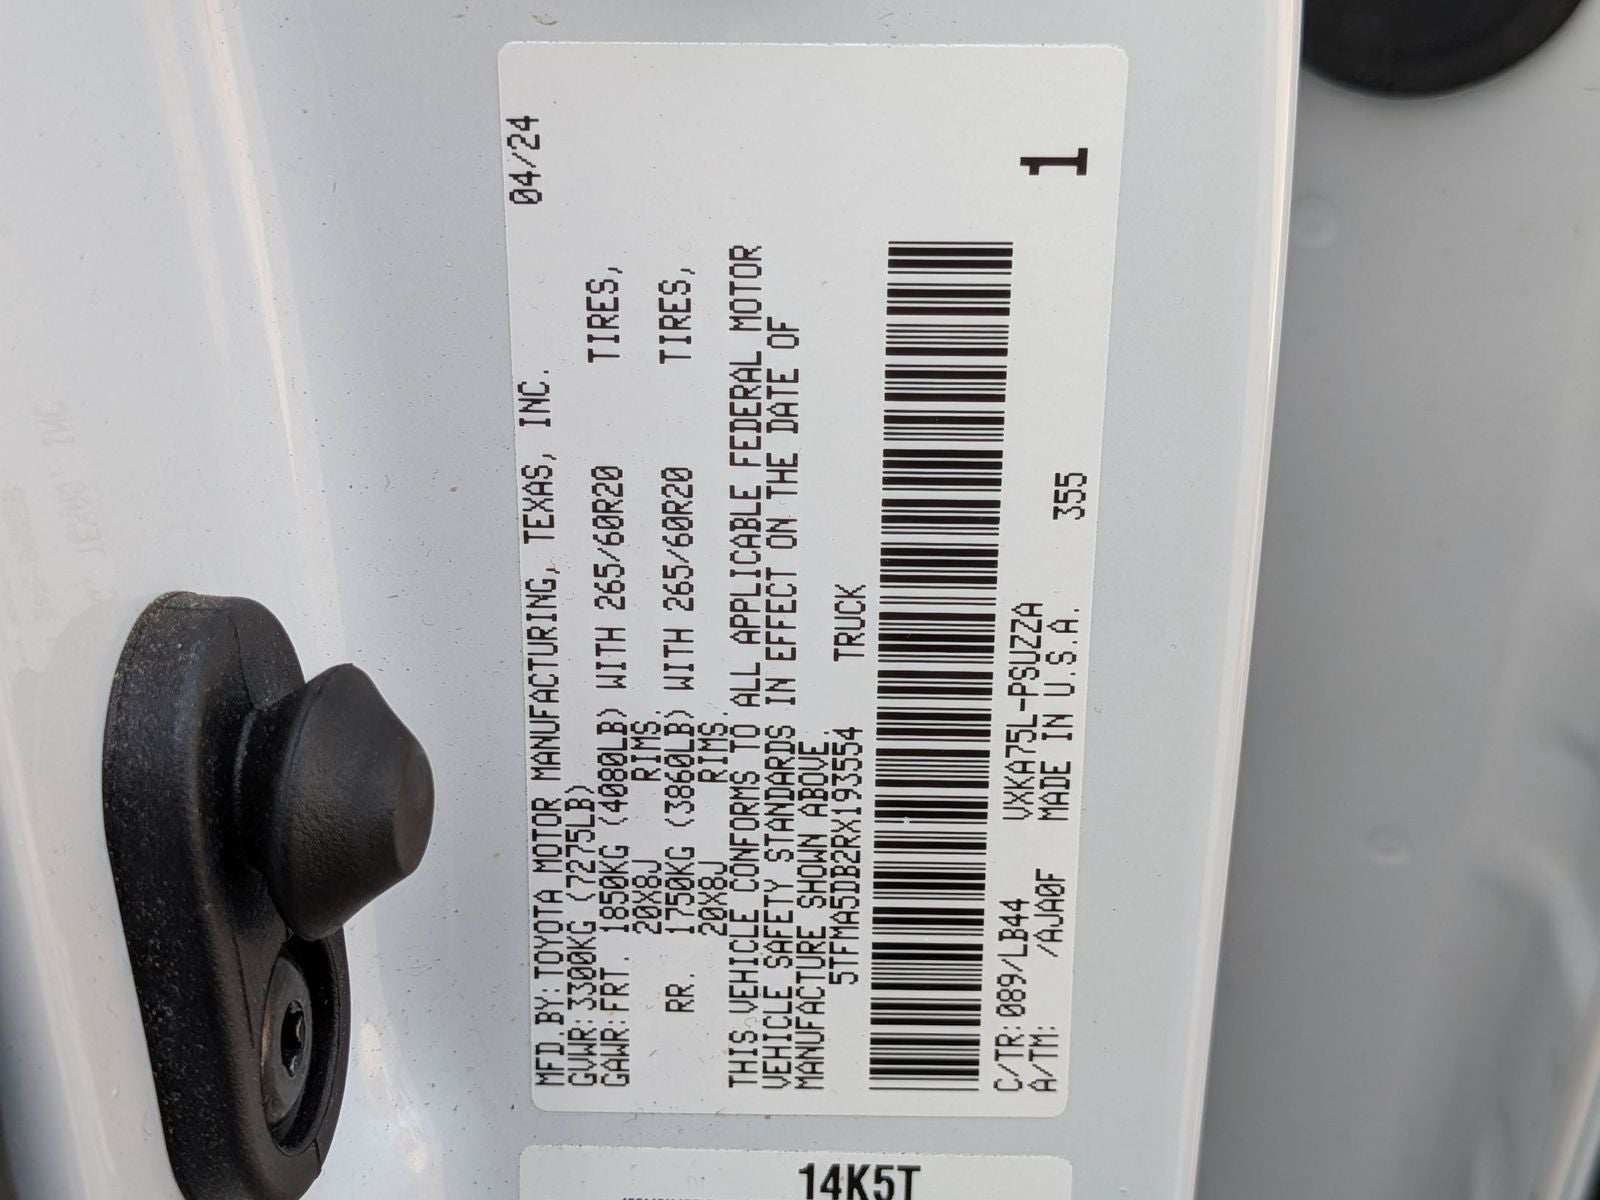 MFD.BY:TOYOTA MOTOR MANUFACTURING, TEXAS, INC. 04/24
GVWR:3300KG (7275LB)
GAWR:FRT. 1850KG (4080LB) WITH 265/60R20 TIRES,
20X8J RIMS,
RR. 1750KG (3860LB) WITH 265/60R20 TIRES,
20X8J RIMS.
THIS VEHICLE CONFORMS TO ALL APPLICABLE FEDERAL MOTOR
VEHICLE SAFETY STANDARDS IN EFFECT ON THE DATE OF
MANUFACTURE SHOWN ABOVE.
5TFMA5DB2RX193554 TRUCK
C/TR:089/LB44 VXKA75L-PSUZZA
A/TM: /AJA0F MADE IN U.S.A. 355
1
14K5T